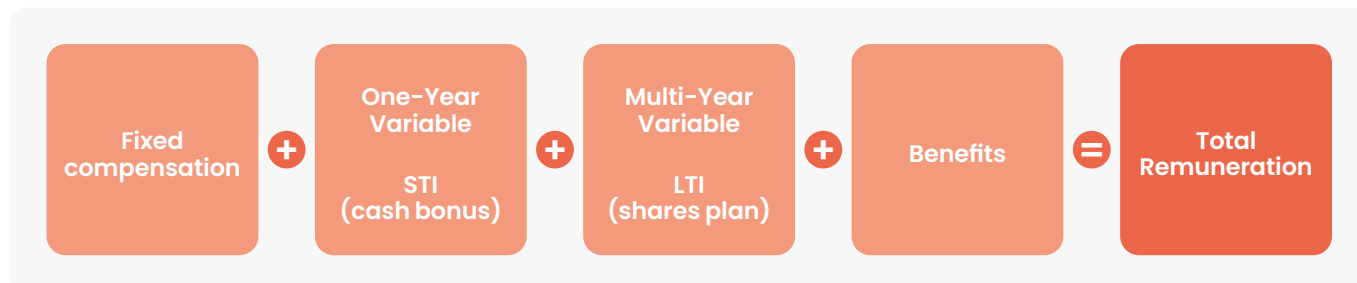 Fixed
compensation
+
One-Year
Variable
STI
(cash bonus)
+
Multi-Year
Variable
LTI
(shares plan)
+
Benefits
=
Total
Remuneration